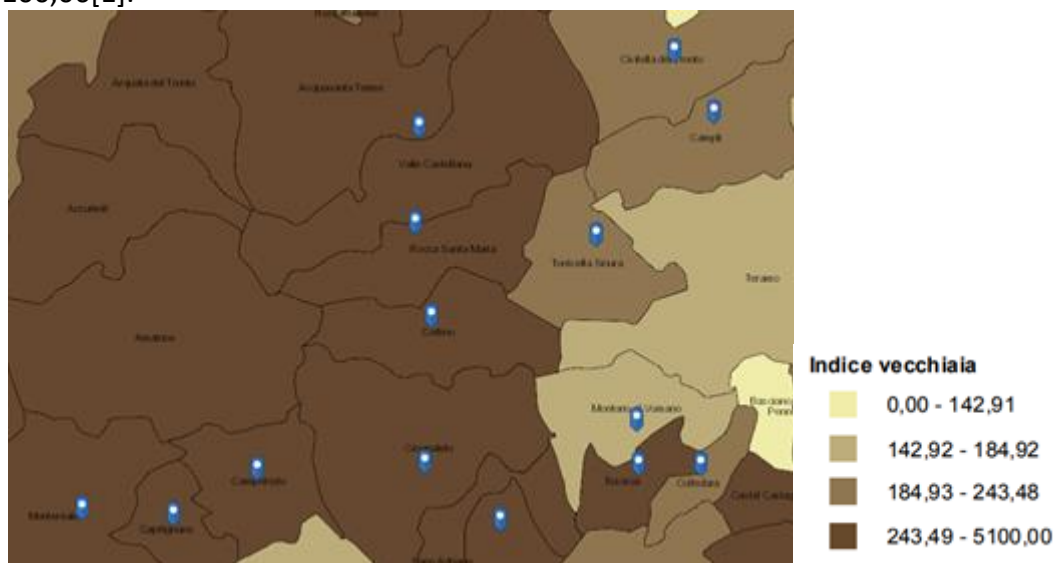 Civitella del Tronto
Arquata del Tronto
Acquasanta Terme
Campli
Valle Castellana
Accumoli
Rocca Santa Maria
Torricella Sicura
Teramo
Amatrice
Cortino
Indice vecchiaia
0,00 - 142,91
Montorio al Vomano
142,92 - 184,92
Crognaleto
184,93 - 243,48
Campotosto
Colledara
Montereale
Capitignano
243,49 - 5100,00